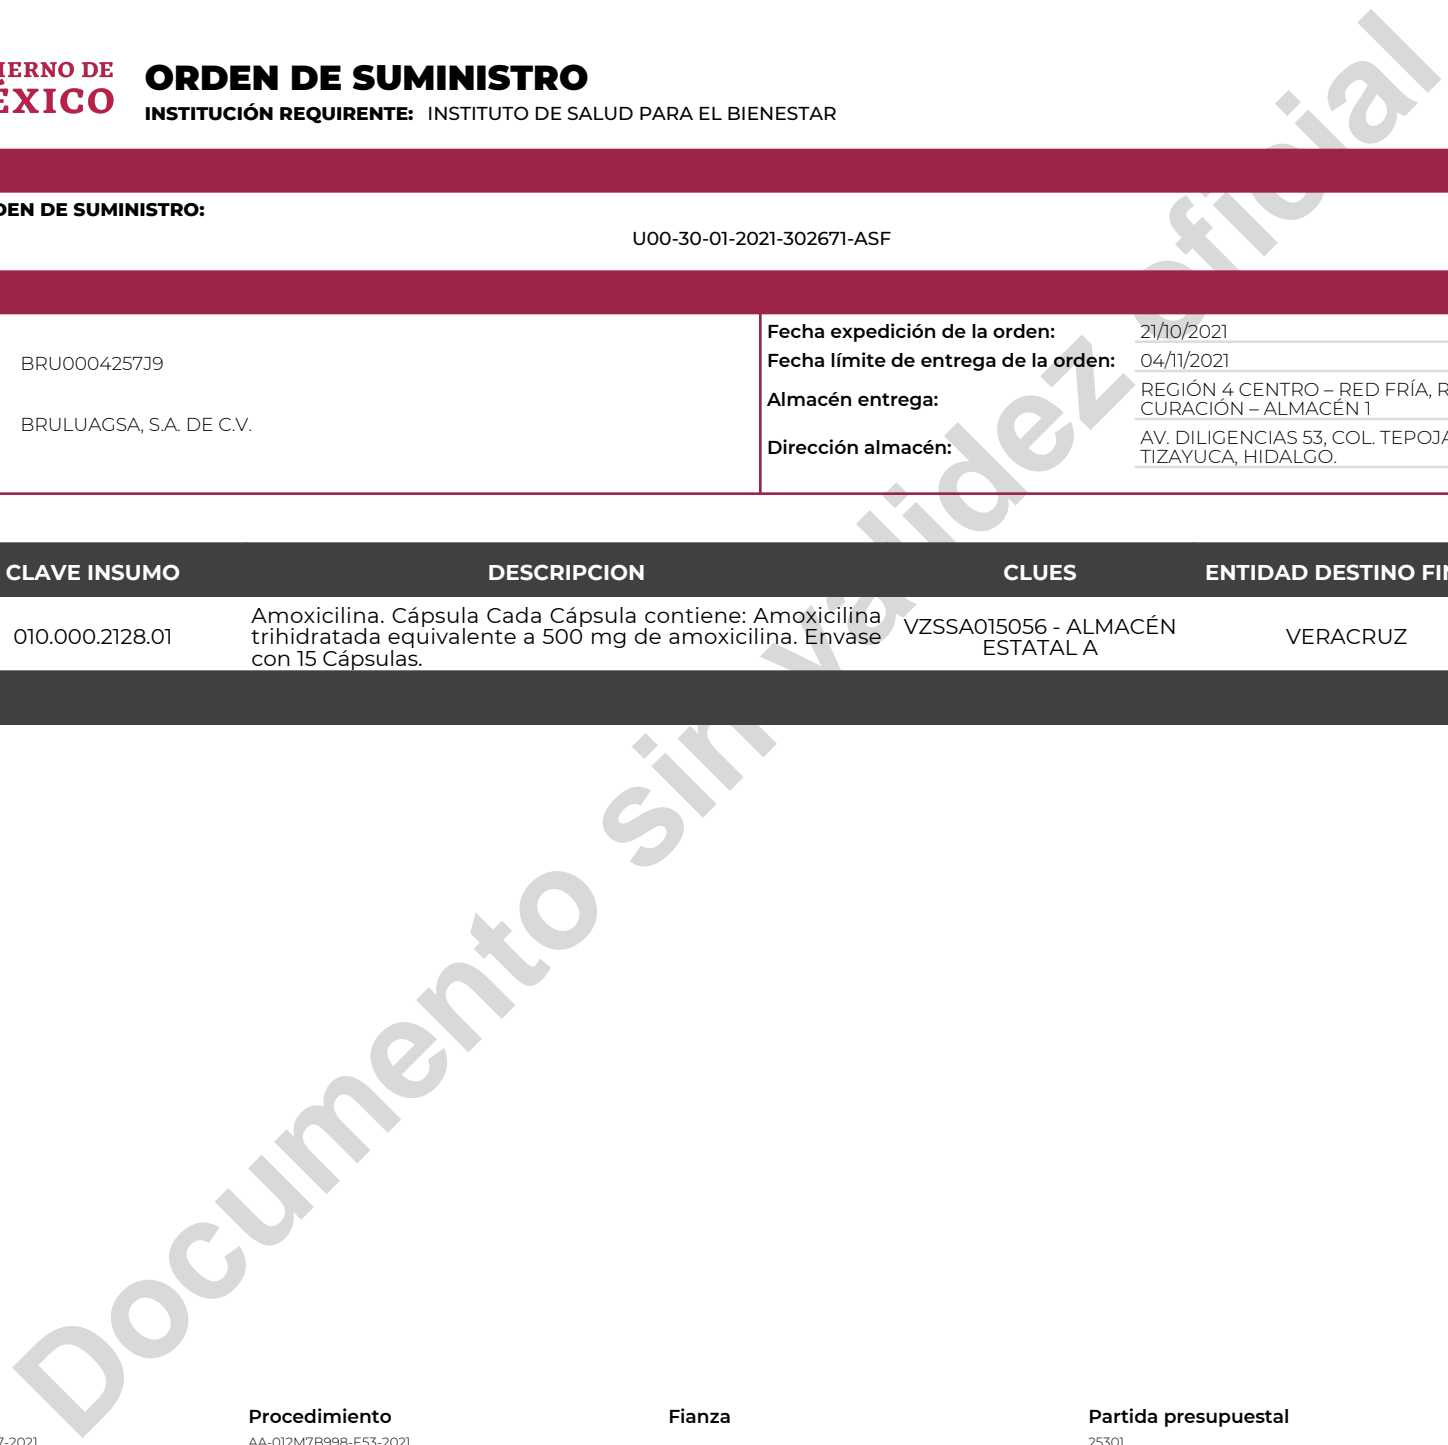 ORDEN DE SUMINISTRO
DE
INSTITUCIÓN REQUIRENTE: INSTITUTO DE SALUD PARA EL BIENESTAR
DE SUMINISTRO:
U00-30-01-2021-302671-ASF
Fecha expedición de la orden: 21/10/2021
BRU0004257J9
Fecha límite de entrega de la orden: 04/11/2021
Almacén entrega: REGIÓN 4 CENTRO – RED FRÍA,
CURACIÓN – ALMACÉN 1
BRULUAGSA, S.A. DE C.V.
Dirección almacén: AV. DILIGENCIAS 53, COL.
TIZAYUCA, HIDALGO.
CLAVE INSUMO DESCRIPCION CLUES ENTIDAD DESTINO
010.000.2128.01
Amoxicilina. Cápsula Cada Cápsula contiene: Amoxicilina
trihidratada equivalente a 500 mg de amoxicilina. Envase
con 15 Cápsulas.
VZSSA015056 - ALMACÉN
ESTATAL A
VERACRUZ
Documento sin validez oficial
Procedimiento Fianza Partida presupuestal
AA-012M7B998-E53-2021 25301